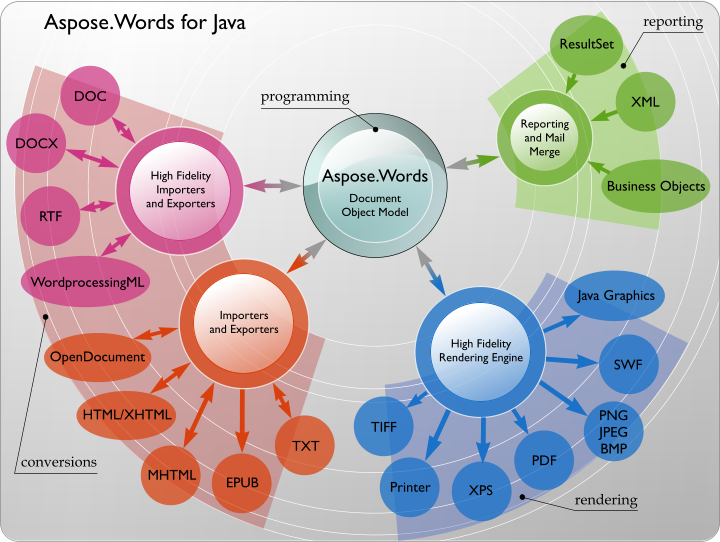 Aspose.Words for Java
reporting
programming
conversions
rendering
Aspose.Words
Document
Object Model
High Fidelity
Importers
and Exporters
DOC
DOCX
RTF
WordprocessingML
Importers
and Exporters
OpenDocument
HTML/XHTML
MHTML
EPUB
TXT
Reporting
and Mail
Merge
ResultSet
XML
Business Objects
High Fidelity
Rendering Engine
Java Graphics
SWF
PNG
JPEG
BMP
PDF
XPS
Printer
TIFF